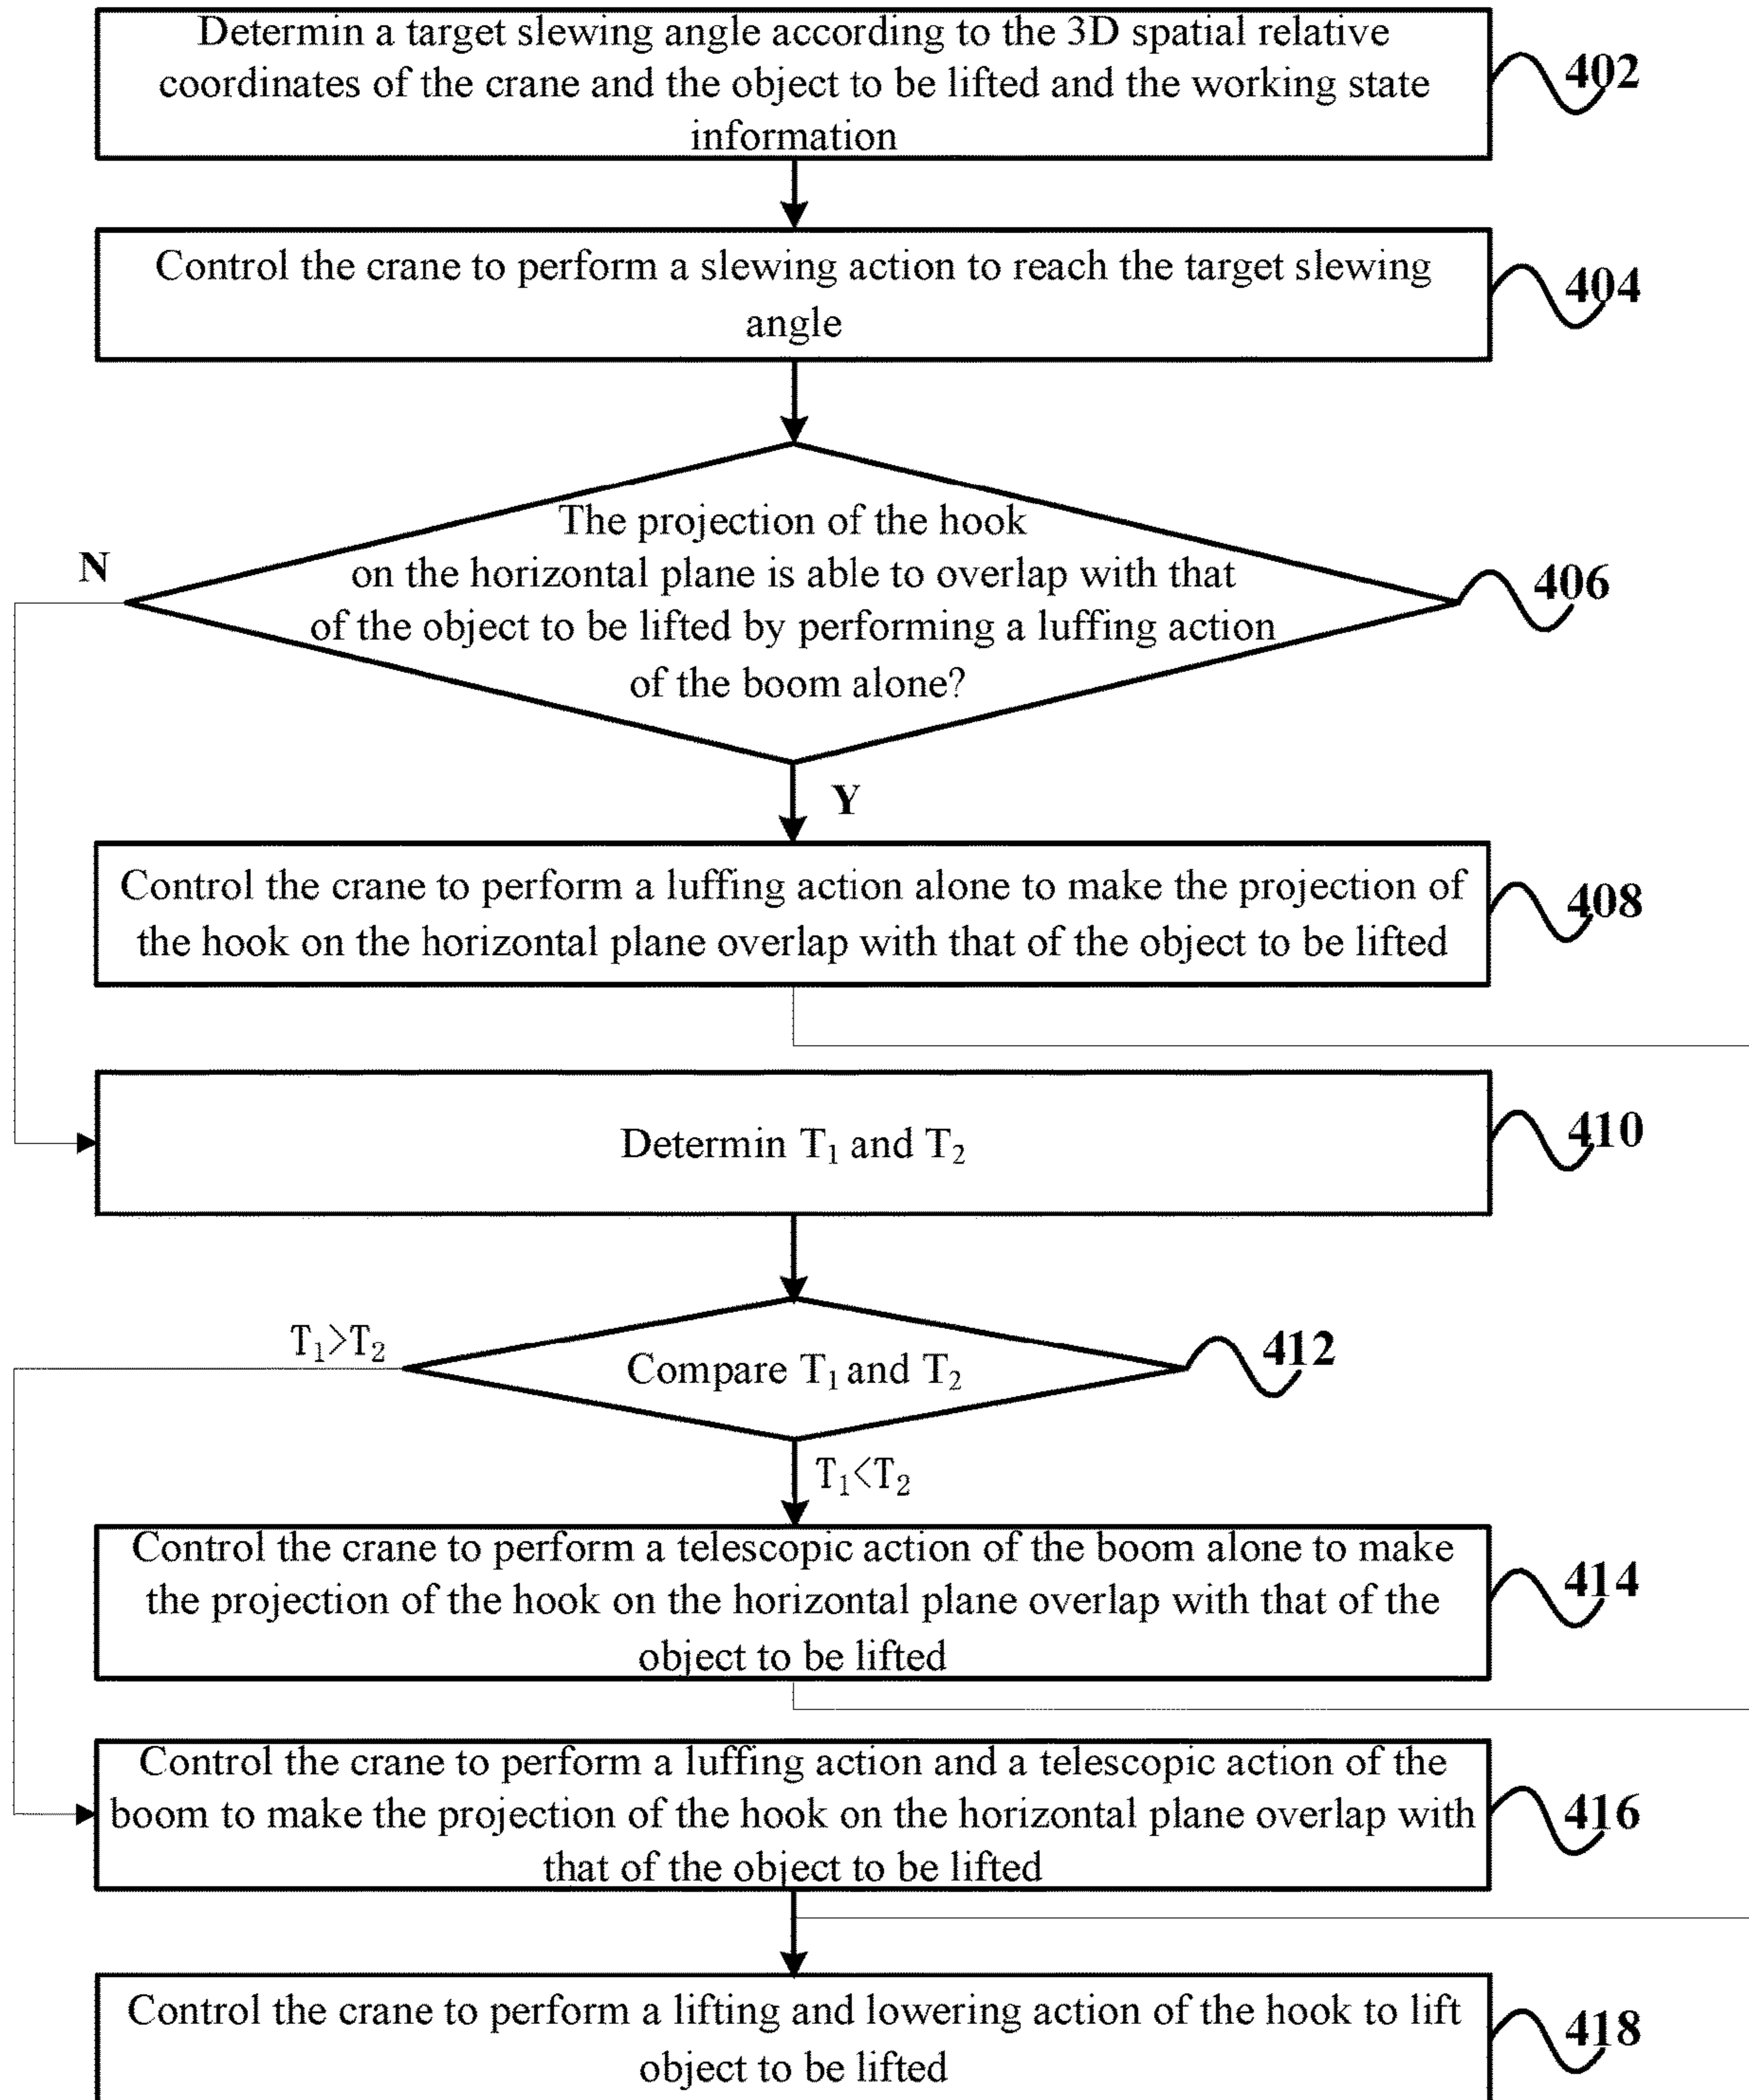 Determin a target slewing angle according to the 3D spatial relative
coordinates of the crane and the object to be lifted and the working state
information
402
Control the crane to perform a slewing action to reach the target slewing
angle
404
The projection of the hook
on the horizontal plane is able to overlap with that
of the object to be lifted by performing a luffing action
of the boom alone?
N
406
Y
Control the crane to perform a luffing action alone to make the projection of
the hook on the horizontal plane overlap with that of the object to be lifted
408
Determin T₁ and T₂
410
T₁>T₂
Compare T₁ and T₂
412
T₁<T₂
Control the crane to perform a telescopic action of the boom alone to make
the projection of the hook on the horizontal plane overlap with that of the
object to be lifted
414
Control the crane to perform a luffing action and a telescopic action of the
boom to make the projection of the hook on the horizontal plane overlap with
that of the object to be lifted
416
Control the crane to perform a lifting and lowering action of the hook to lift
object to be lifted
418